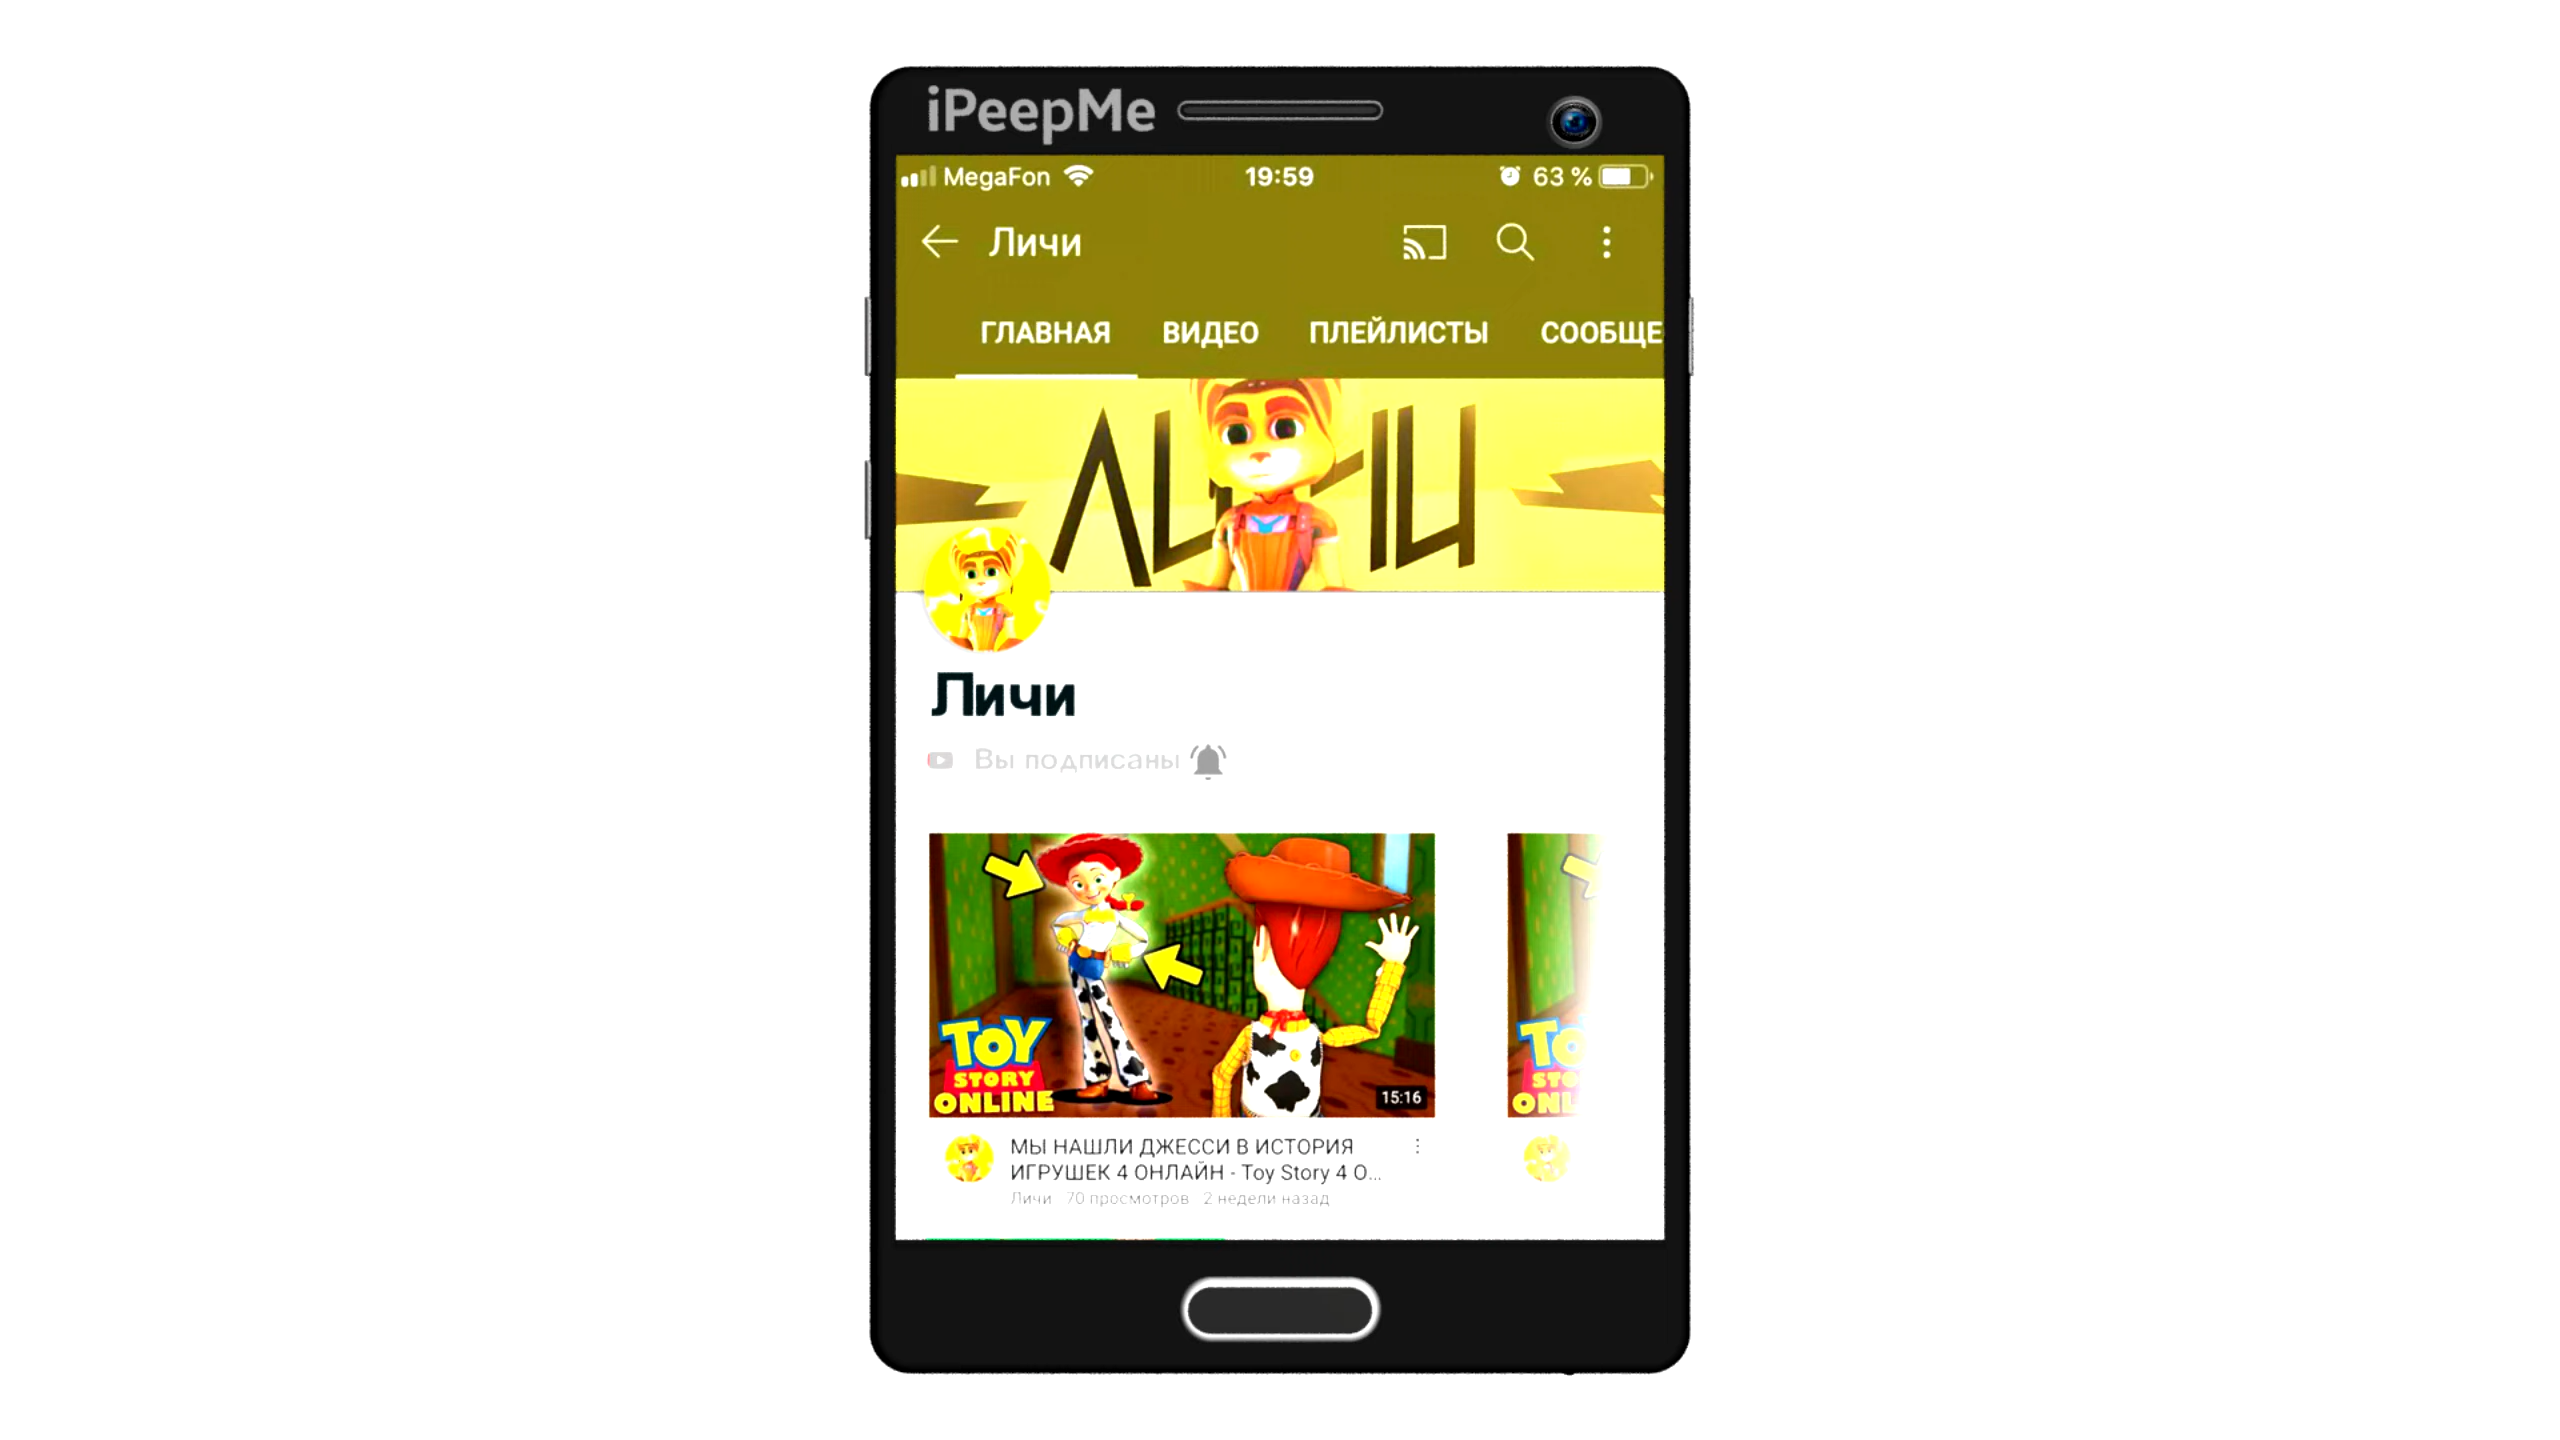 iPeepMe
MegaFon 19:59 63 %
Личи
ГЛАВНАЯ ВИДЕО ПЛЕЙЛИСТЫ СООБЩЕ
Личи
Вы подписаны
TOY
STORY
ONLINE
15:16
МЫ НАШЛИ ДЖЕССИ В ИСТОРИЯ
ИГРУШЕК 4 ОНЛАЙН - Toy Story 4 O...
Личи 70 просмотров 2 недели назад